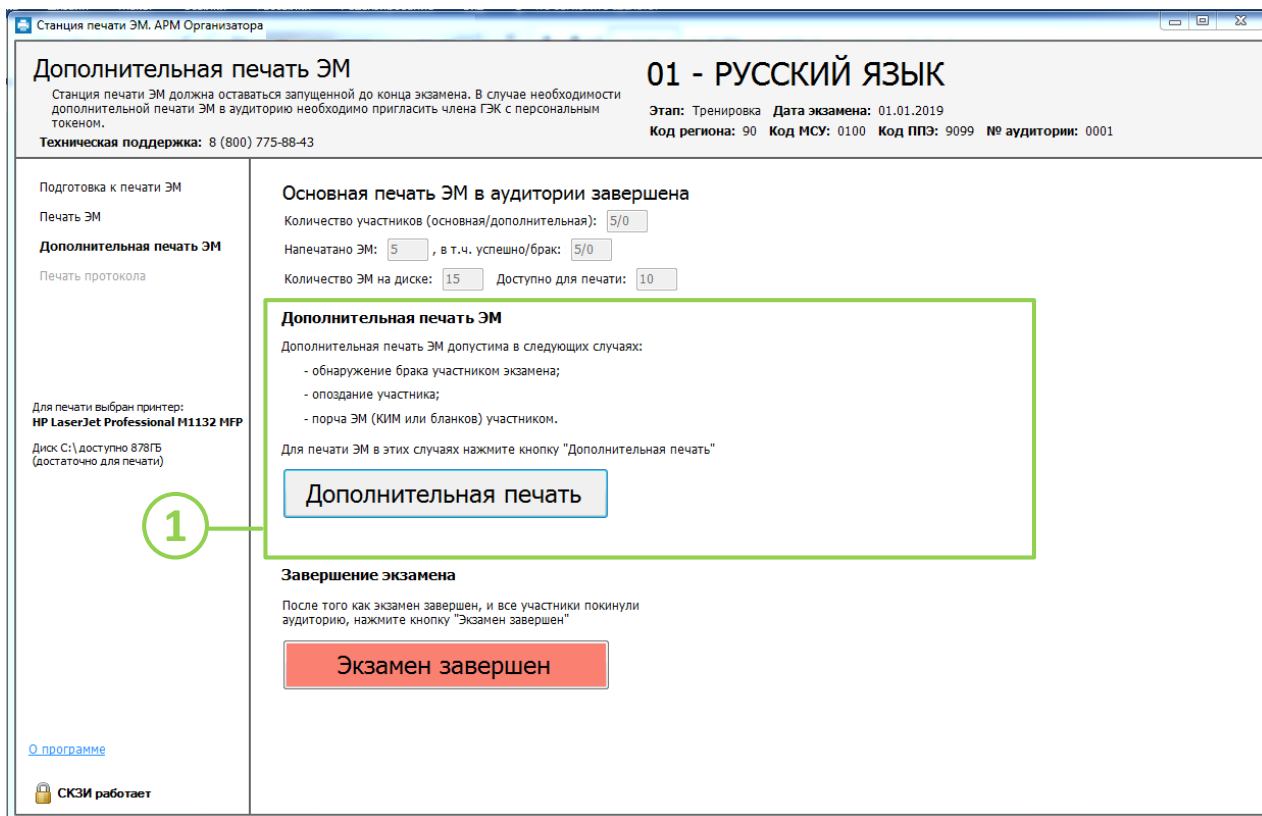 Станция печати ЭМ. АРМ Организатора
Дополнительная печать ЭМ
Станция печати ЭМ должна оставаться запущенной до конца экзамена. В случае необходимости
дополнительной печати ЭМ в аудиторию необходимо пригласить члена ГЭК с персональным
токеном.
Техническая поддержка: 8 (800) 775-88-43
01 - РУССКИЙ ЯЗЫК
Этап: Тренировка Дата экзамена: 01.01.2019
Код региона: 90 Код МСУ: 0100 Код ППЭ: 9099 № аудитории: 0001
Подготовка к печати ЭМ
Печать ЭМ
Дополнительная печать ЭМ
Печать протокола
Для печати выбран принтер:
HP LaserJet Professional M1132 MFP
Диск C:\ доступно 878ГБ
(достаточно для печати)
О программе
СКЗИ работает
Основная печать ЭМ в аудитории завершена
Количество участников (основная/дополнительная): 5/0
Напечатано ЭМ: 5 , в т.ч. успешно/брак: 5/0
Количество ЭМ на диске: 15 Доступно для печати: 10
Дополнительная печать ЭМ
Дополнительная печать ЭМ допустима в следующих случаях:
- обнаружение брака участником экзамена;
- опоздание участника;
- порча ЭМ (КИМ или бланков) участником.
Для печати ЭМ в этих случаях нажмите кнопку "Дополнительная печать"
Дополнительная печать
1
Завершение экзамена
После того как экзамен завершен, и все участники покинули
аудиторию, нажмите кнопку "Экзамен завершен"
Экзамен завершен